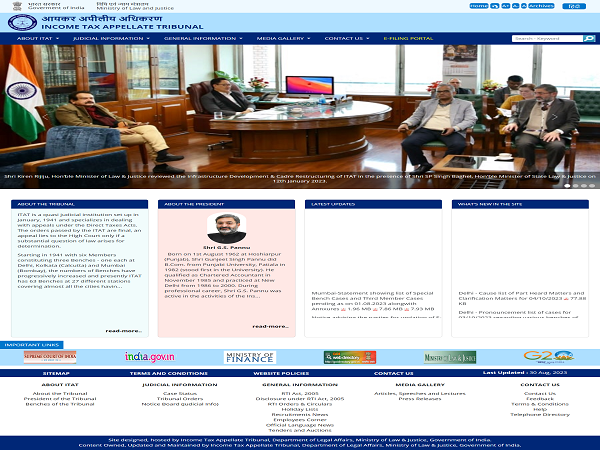 भारत सरकार
Government of India
विधि एवं न्याय मंत्रालय
Ministry of Law and Justice
Home
A+ A A-
Archives
हिंदी
आयकर अपीलीय अधिकरण
INCOME TAX APPELLATE TRIBUNAL
ABOUT ITAT
JUDICIAL INFORMATION
GENERAL INFORMATION
MEDIA GALLERY
CONTACT US
E-FILING PORTAL
Search - Keyword
Shri Kiren Rijiju, Hon'ble Minister of Law & Justice reviewed the Infrastructure Development & Cadre Restructuring of ITAT in the presence of Shri SP Singh Baghel, Hon'ble Minister of State Law & Justice on
12th January 2023.
ABOUT THE TRIBUNAL
ITAT is a quasi judicial institution set up in
January, 1941 and specializes in dealing
with appeals under the Direct Taxes Acts.
The orders passed by the ITAT are final, an
appeal lies to the High Court only if a
substantial question of law arises for
determination.
Starting in 1941 with six Members
constituting three Benches - one each at
Delhi, Kolkata (Calcutta) and Mumbai
(Bombay), the numbers of Benches have
progressively increased and presently ITAT
has 63 Benches at 27 different stations
covering almost all the cities havin...
read-more..
ABOUT THE PRESIDENT
Shri G.S. Pannu
Born on 1st August 1962 at Hoshiarpur
(Punjab), Shri Gurjeet Singh Pannu did
B.Com. from Punjabi University, Patiala in
1982 (stood first in the University). He
qualified as Chartered Accountant in
November 1985 and practiced at New
Delhi from 1986 to 2000. During
professional career, Shri G.S. Pannu was
active in the activities of the Ins...
read-more..
LATEST UPDATES
Mumbai-Statement showing list of Special
Bench Cases and Third Member Cases
pending as on 01.08.2023 alongwith
Annexures 1.96 MB 7.66 MB 7.93 MB
WHAT'S NEW IN THE SITE
Delhi - Cause list of Part Heard Matters and
Clarification Matters for 04/10/2023 77.88
KB
Delhi - Pronouncement list of cases for
IMPORTANT LINKS
SUPREME COURT OF INDIA
india.gov.in
MINISTRY OF
FINANCE
web directory
Ministry of Law & Justice
G20
SITEMAP
TERMS AND CONDITIONS
WEBSITE POLICIES
CONTACT US
Last Updated : 30 Aug, 2023
ABOUT ITAT
About the Tribunal
President of the Tribunal
Benches of the Tribunal
JUDICIAL INFORMATION
Case Status
Tribunal Orders
Notice Board-Judicial Info)
GENERAL INFORMATION
RTI Act, 2005
Disclosure under RTI Act, 2005
RTI Orders & Circulars
Holiday Lists
Recruitments News
Employees Corner
Official Language News
Tenders and Auctions
MEDIA GALLERY
Articles, Speeches and Lectures
Press Releases
CONTACT US
Contact Us
Feedback
Terms & Conditions
Help
Telephone Directory
Site designed, hosted by Income Tax Appellate Tribunal, Department of Legal Affairs, Ministry of Law & Justice, Government of India.
Content Owned, Updated and Maintained by Income Tax Appellate Tribunal, Department of Legal Affairs, Ministry of Law & Justice, Government of India.